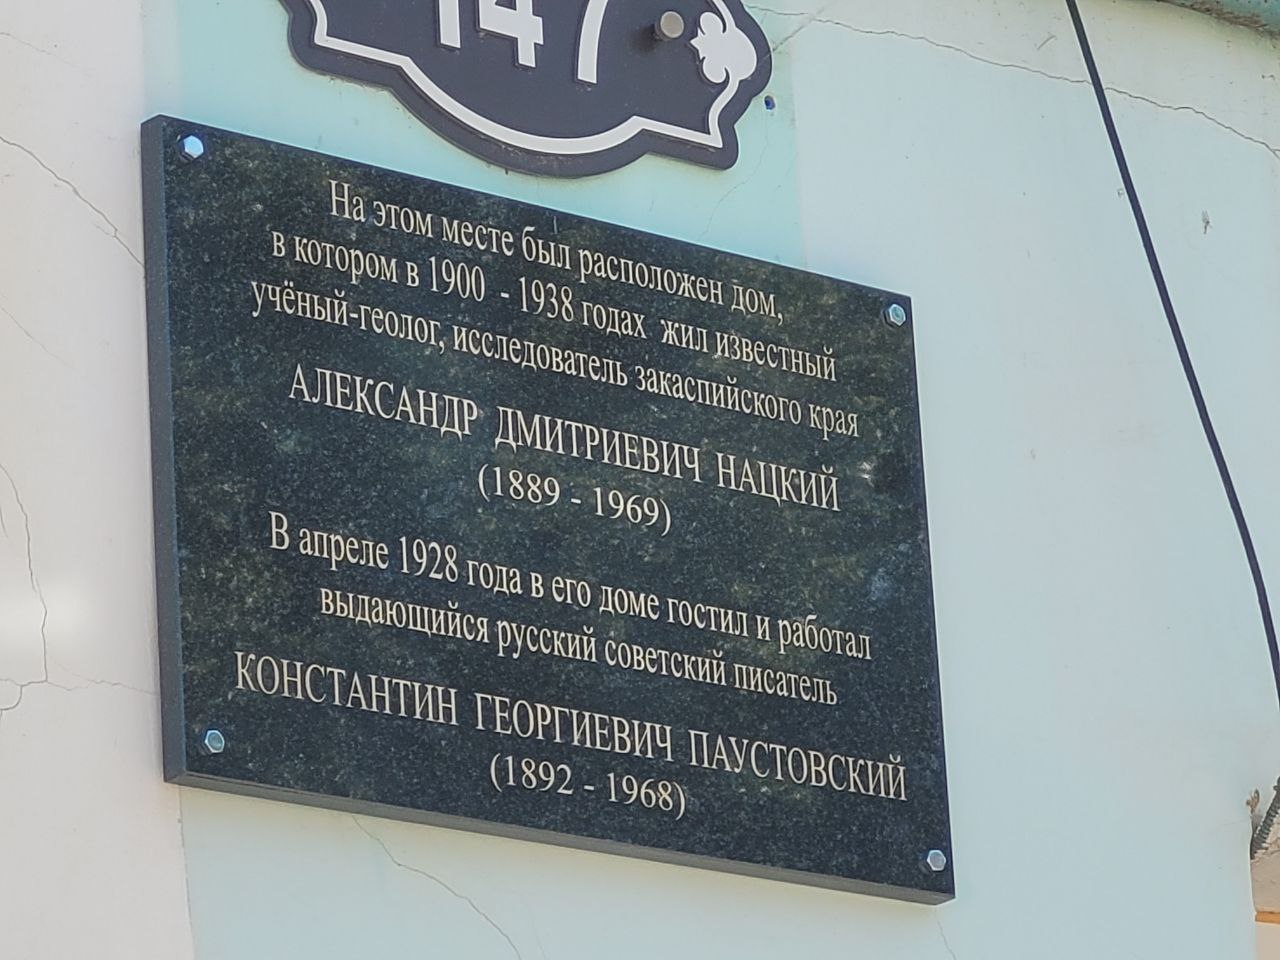 147
На этом месте был расположен дом,
в котором в 1900 - 1938 годах жил известный
учёный-геолог, исследователь закаспийского края
АЛЕКСАНДР ДМИТРИЕВИЧ НАЦКИЙ
(1889 - 1969)
В апреле 1928 года в его доме гостил и работал
выдающийся русский советский писатель
КОНСТАНТИН ГЕОРГИЕВИЧ ПАУСТОВСКИЙ
(1892 - 1968)